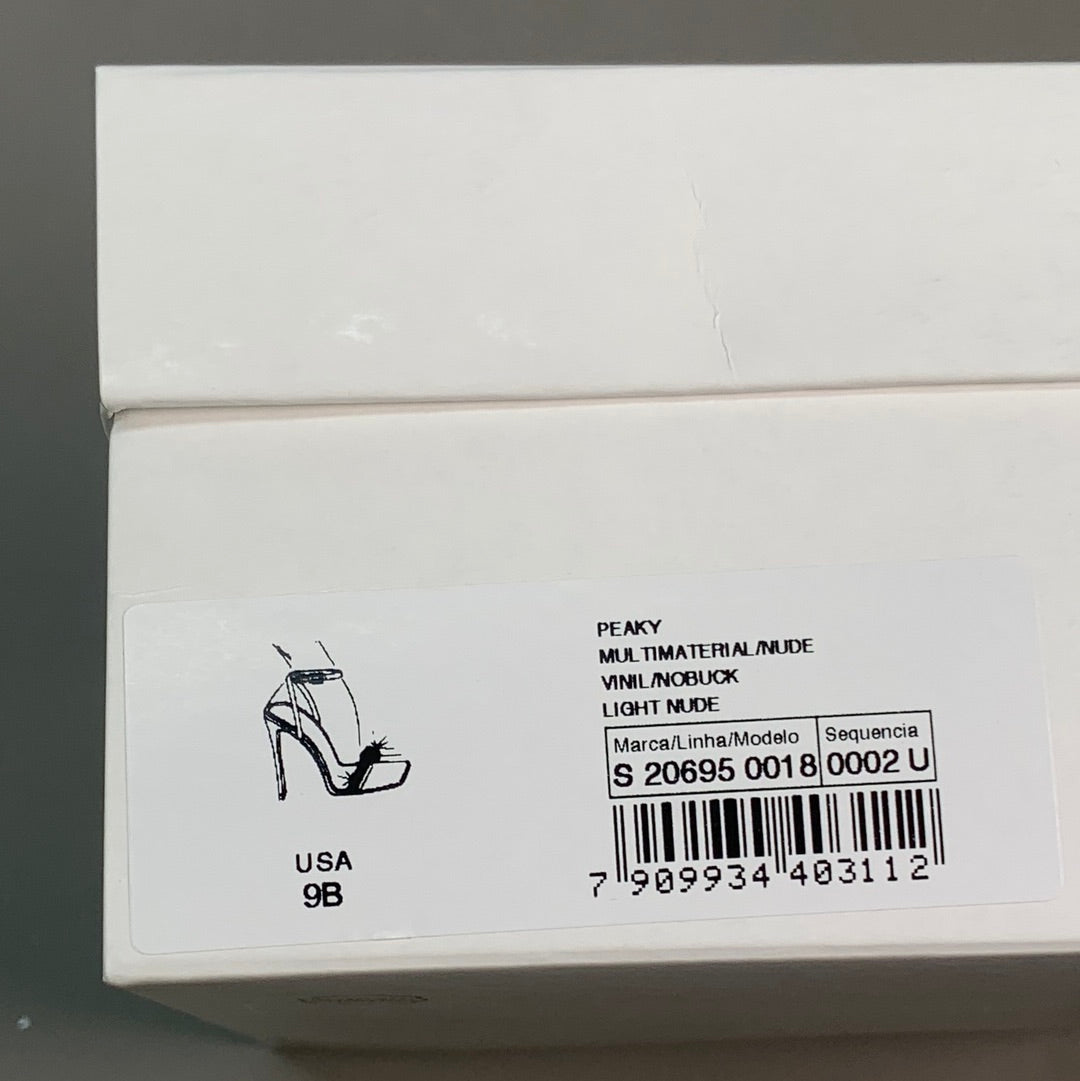 PEAKY
MULTIMATERIAL/NUDE
VINIL/NOBUCK
LIGHT NUDE
Marca/Linha/Modelo Sequencia
S 20695 0018 0002 U
7 909934 403112
USA
9B